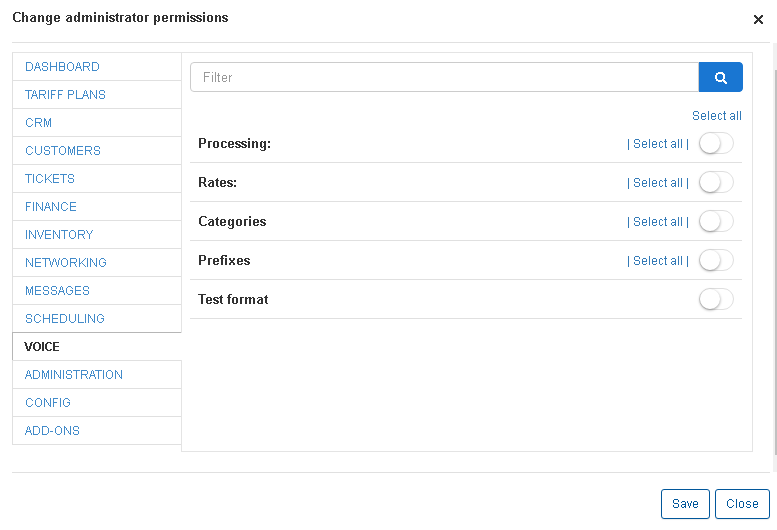 Change administrator permissions
×
DASHBOARD
TARIFF PLANS
CRM
CUSTOMERS
TICKETS
FINANCE
INVENTORY
NETWORKING
MESSAGES
SCHEDULING
VOICE
ADMINISTRATION
CONFIG
ADD-ONS
Filter
Select all
Processing: | Select all |
Rates: | Select all |
Categories | Select all |
Prefixes | Select all |
Test format
Save Close